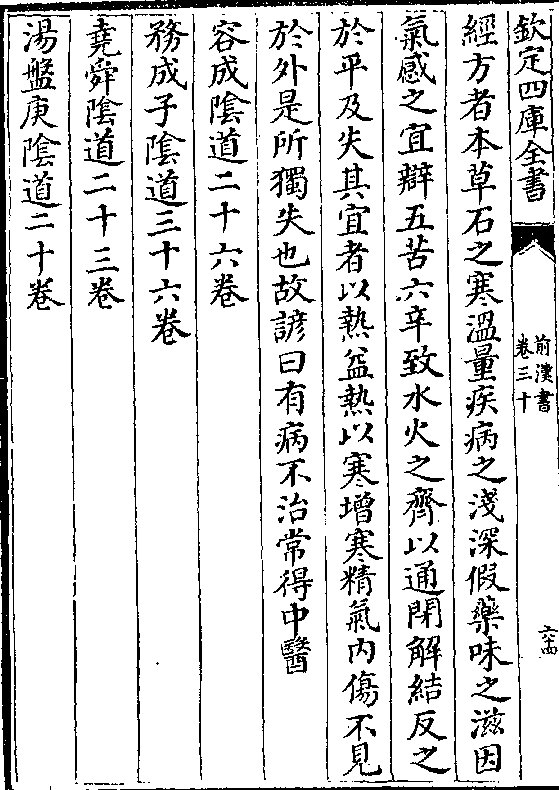 欽定四庫全書
前漢書
卷三十
六十四
經方者本草石之寒溫量疾病之淺深假藥味之滋因
氣感之宜辯五苦六辛致水火之齊以通閉解結反之
於平及失其宜者以熱益熱以寒增寒精氣內傷不見
於外是所獨失也故諺曰有病不治常得中醫
容成陰道二十六卷
務成子陰道三十六卷
堯舜陰道二十三卷
湯盤庚陰道二十卷